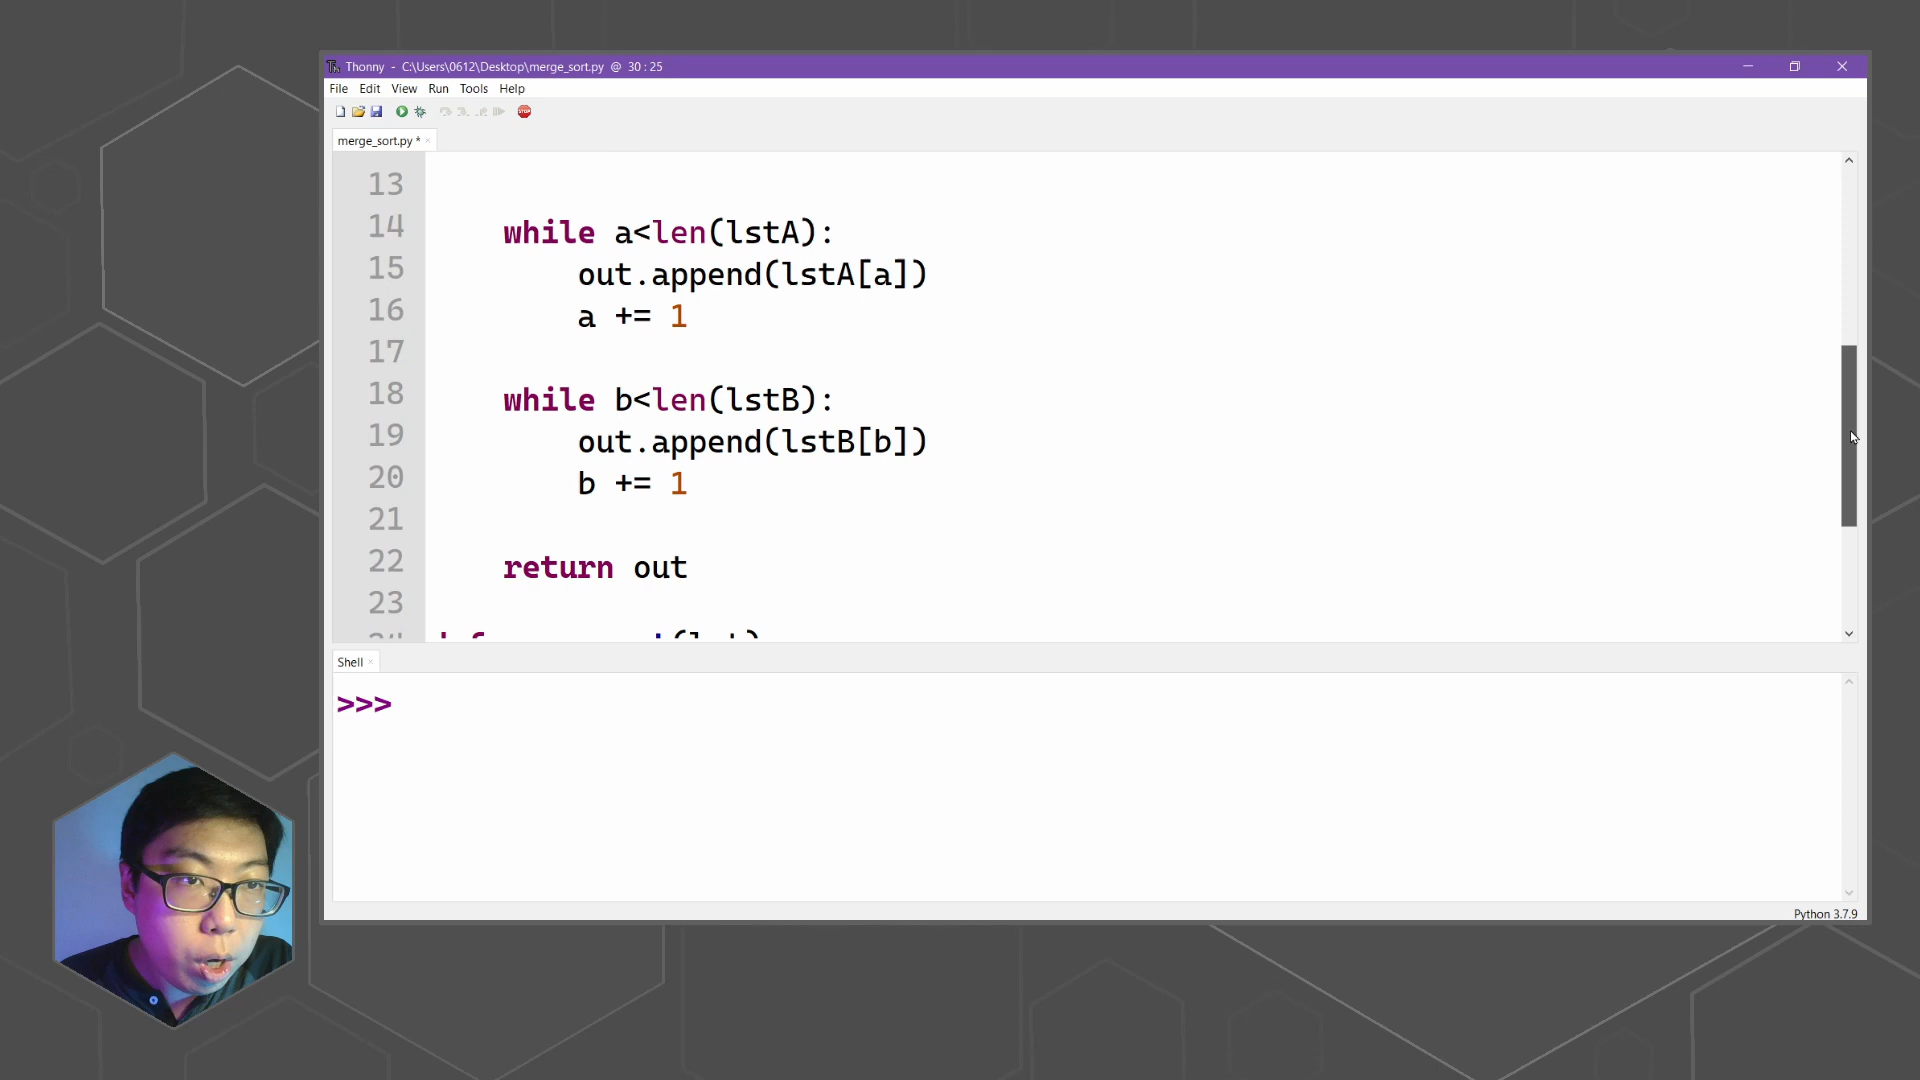 Thonny - C:\Users\0612\Desktop\merge_sort.py @ 30 : 25
File Edit View Run Tools Help
STOP
merge_sort.py *
13
14 while a<len(lstA):
15 out.append(lstA[a])
16 a += 1
17
18 while b<len(lstB):
19 out.append(lstB[b])
20 b += 1
21
22 return out
23
Shell
>>>
Python 3.7.9